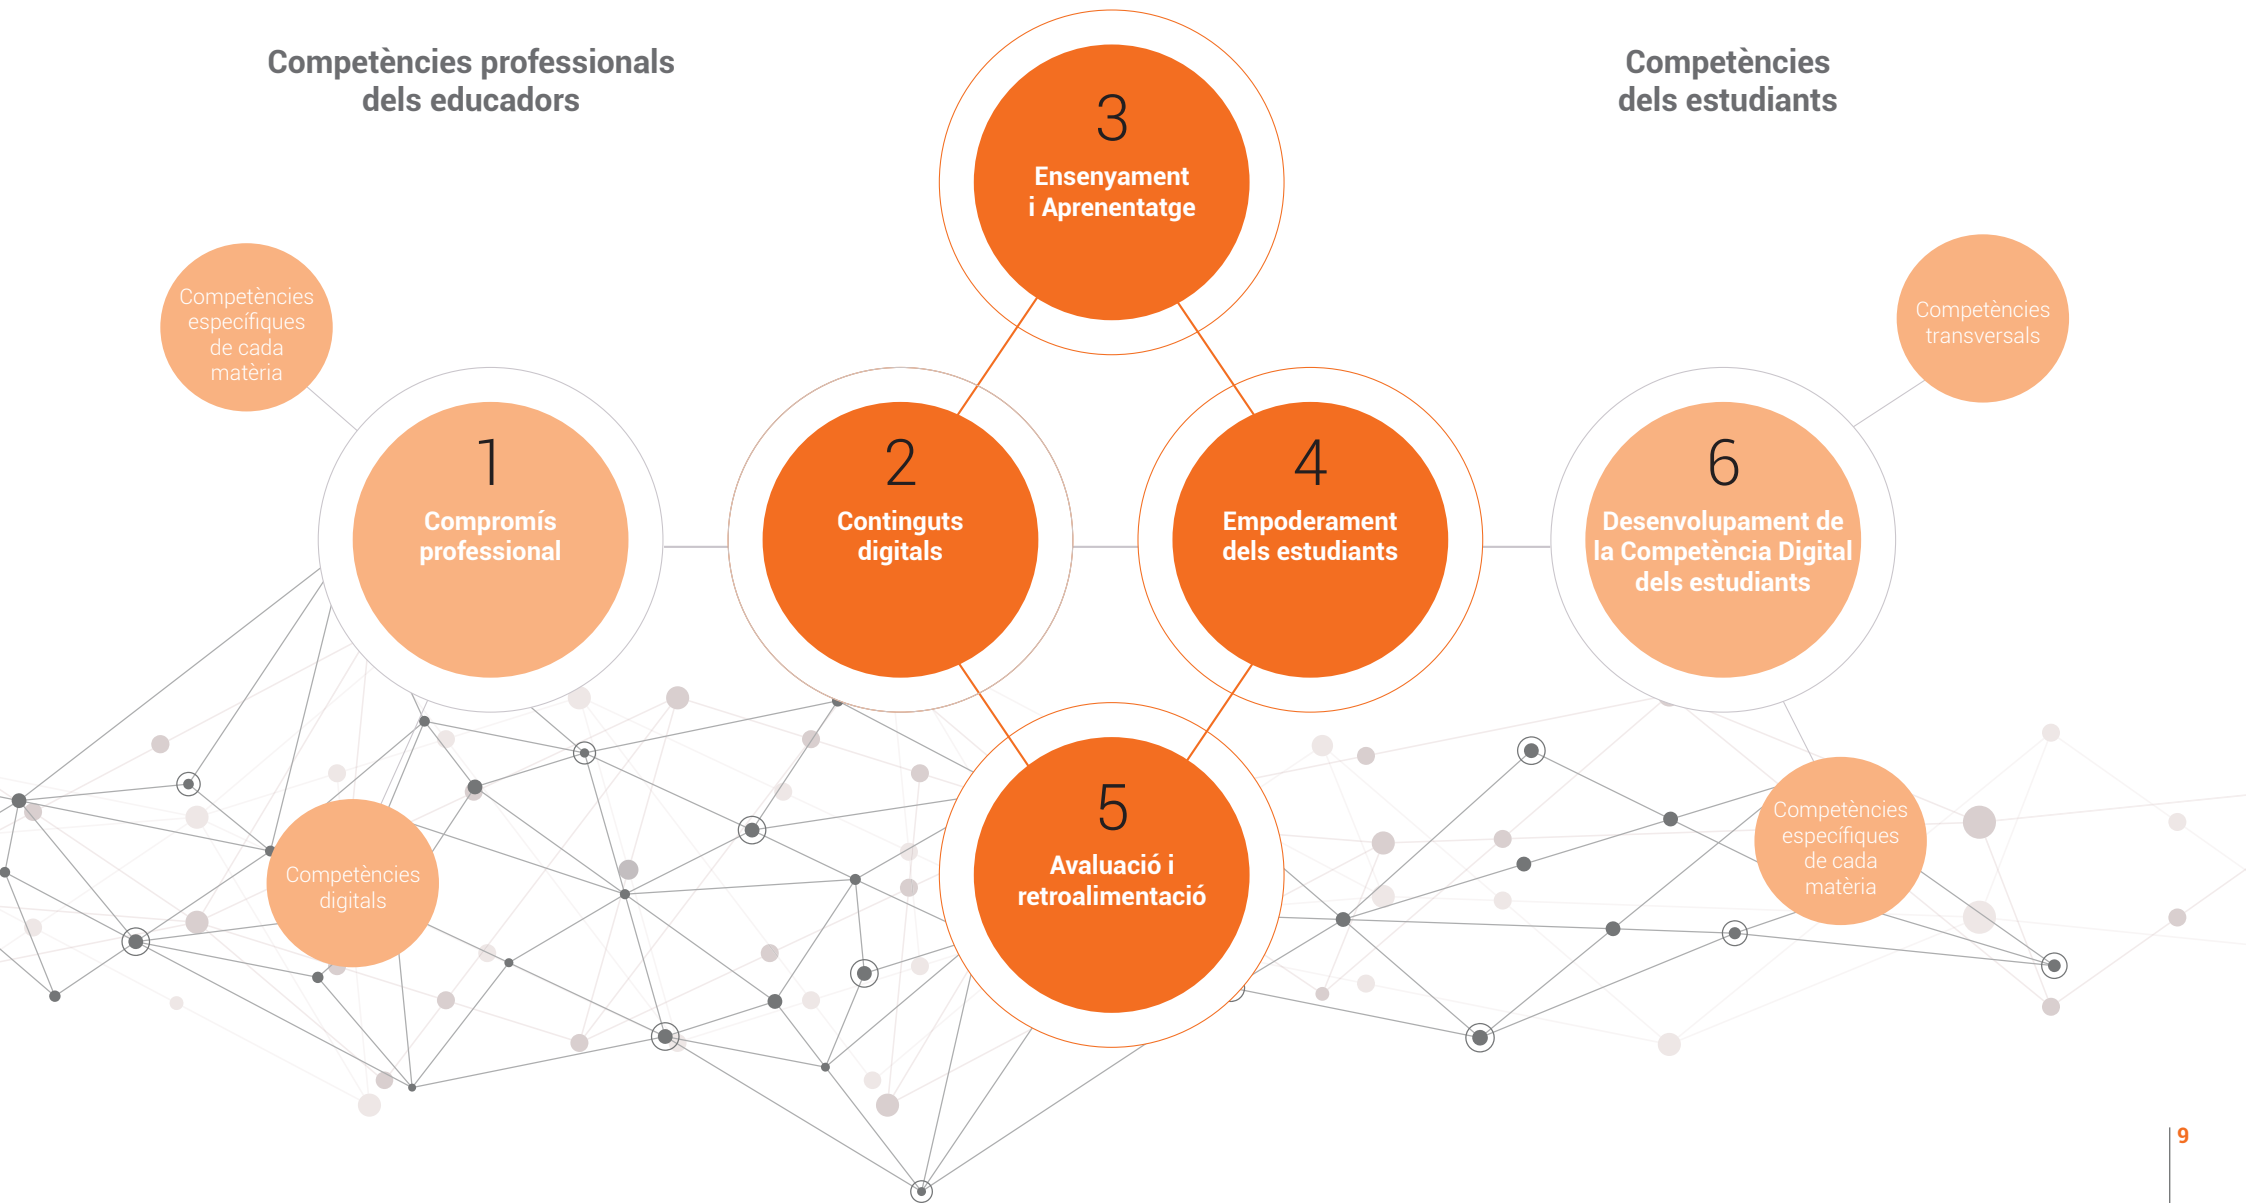 Competències professionals
dels educadors
Competències
dels estudiants
3
Ensenyament
i Aprenentatge
Competències
específiques
de cada
matèria
Competències
transversals
1
Compromís
professional
2
Continguts
digitals
4
Empoderament
dels estudiants
6
Desenvolupament de
la Competència Digital
dels estudiants
5
Avaluació i
retroalimentació
Competències
digitals
Competències
específiques
de cada
matèria
9